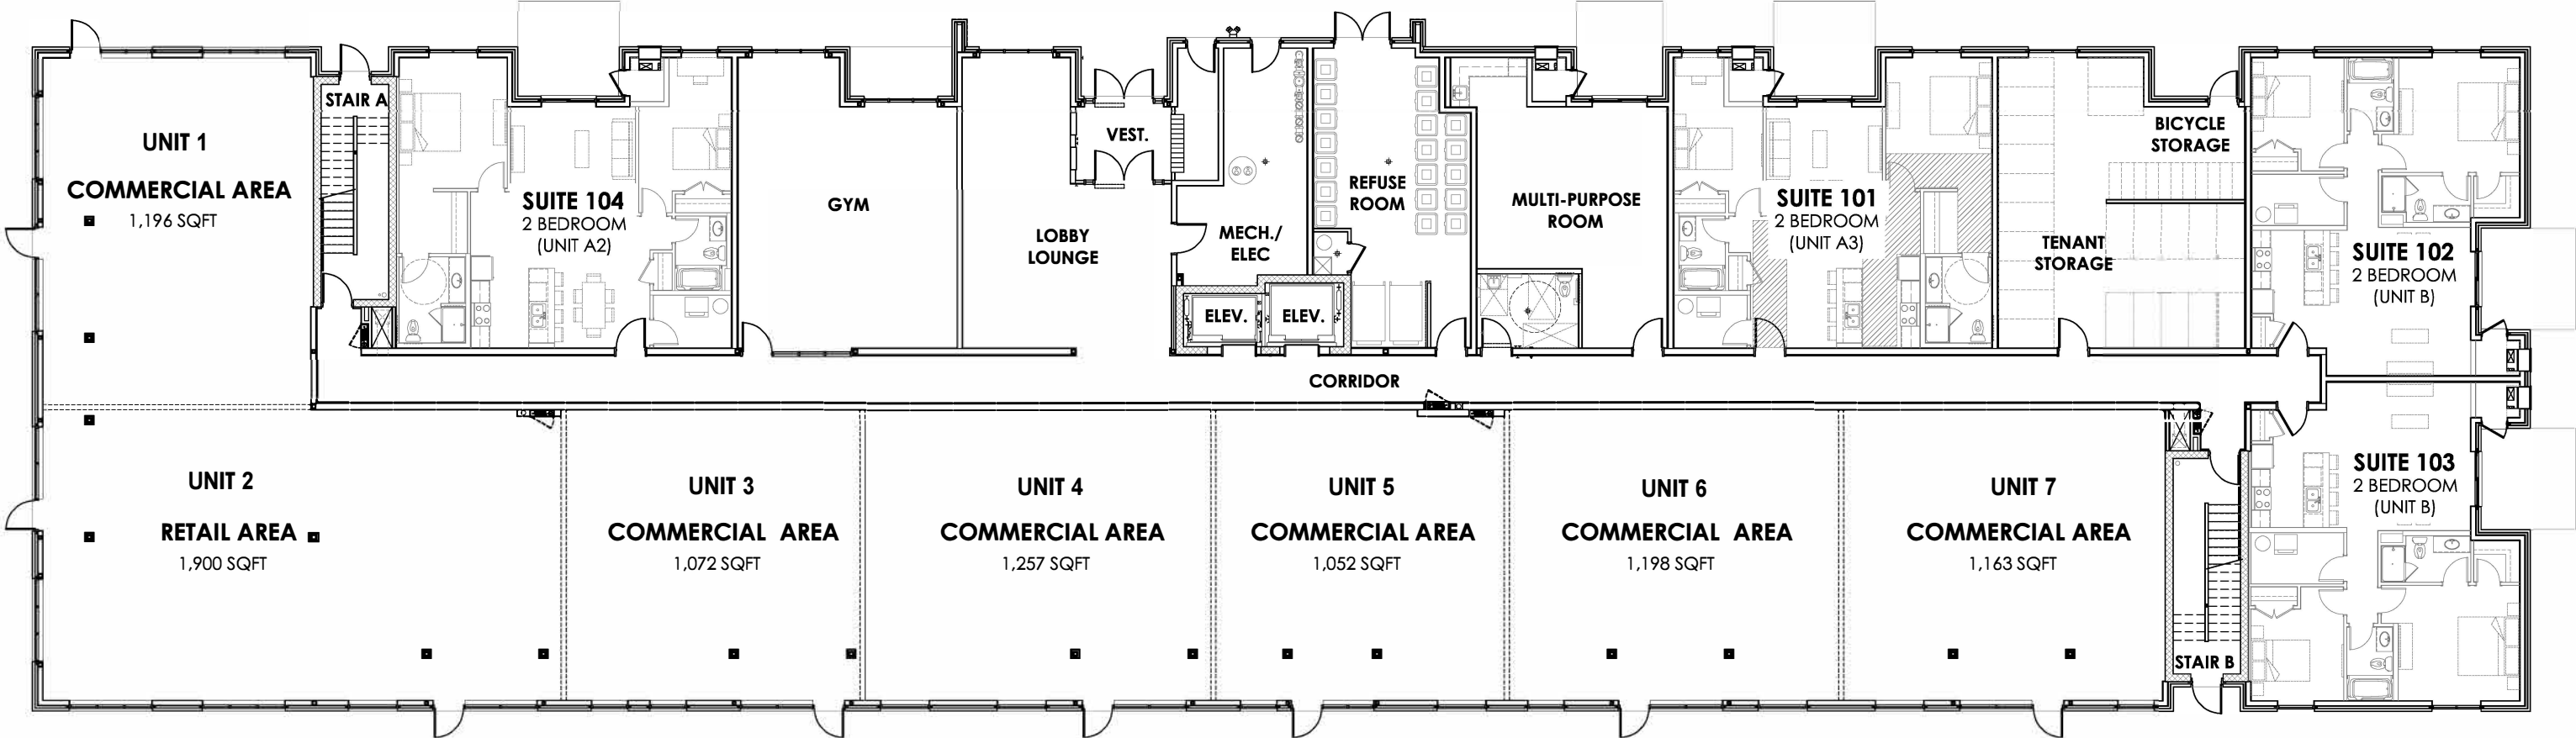 UNIT 1
COMMERCIAL AREA
1,196 SQFT
STAIR A
SUITE 104
2 BEDROOM
(UNIT A2)
GYM
LOBBY
LOUNGE
VEST.
MECH./
ELEC
ELEV.
ELEV.
REFUSE
ROOM
MULTI-PURPOSE
ROOM
SUITE 101
2 BEDROOM
(UNIT A3)
BICYCLE
STORAGE
TENANT
STORAGE
SUITE 102
2 BEDROOM
(UNIT B)
CORRIDOR
UNIT 2
RETAIL AREA
1,900 SQFT
UNIT 3
COMMERCIAL AREA
1,072 SQFT
UNIT 4
COMMERCIAL AREA
1,257 SQFT
UNIT 5
COMMERCIAL AREA
1,052 SQFT
UNIT 6
COMMERCIAL AREA
1,198 SQFT
UNIT 7
COMMERCIAL AREA
1,163 SQFT
STAIR B
SUITE 103
2 BEDROOM
(UNIT B)